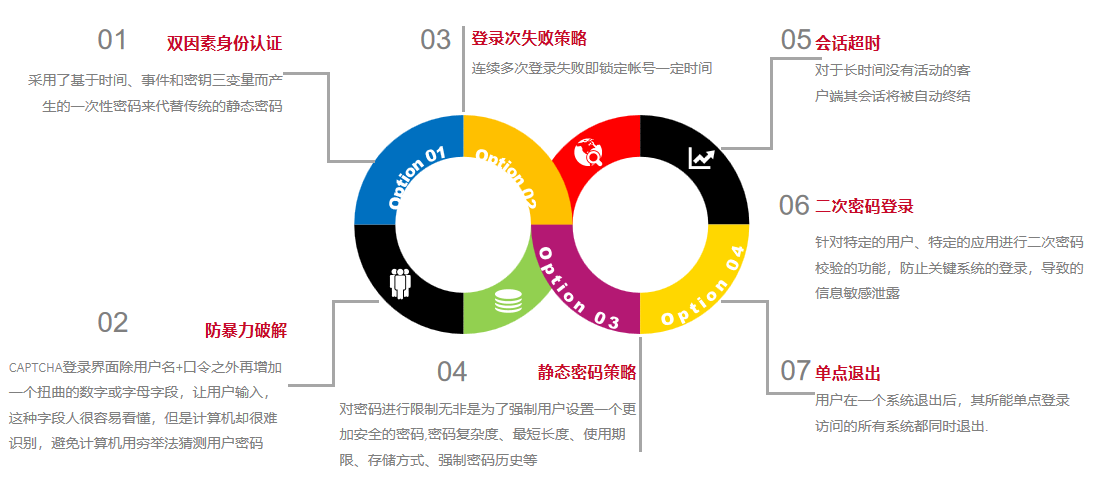 01
双因素身份认证
采用了基于时间、事件和密钥三变量而产
生的一次性密码来代替传统的静态密码
02
防暴力破解
CAPTCHA登录界面除用户名+口令之外再增加
一个扭曲的数字或字母字段，让用户输入，
这种字段人很容易看懂，但是计算机却很难
识别，避免计算机用穷举法猜测用户密码
03
登录次失败策略
连续多次登录失败即锁定帐号一定时间
04
静态密码策略
对密码进行限制无非是为了强制用户设置一个更
加安全的密码,密码复杂度、最短长度、使用期
限、存储方式、强制密码历史等
05
会话超时
对于长时间没有活动的客
户端其会话将被自动终结
06
二次密码登录
针对特定的用户、特定的应用进行二次密码
校验的功能，防止关键系统的登录，导致的
信息敏感泄露
07
单点退出
用户在一个系统退出后，其所能单点登录
访问的所有系统都同时退出.
Option 01
Option 02
Option 03
Option 04